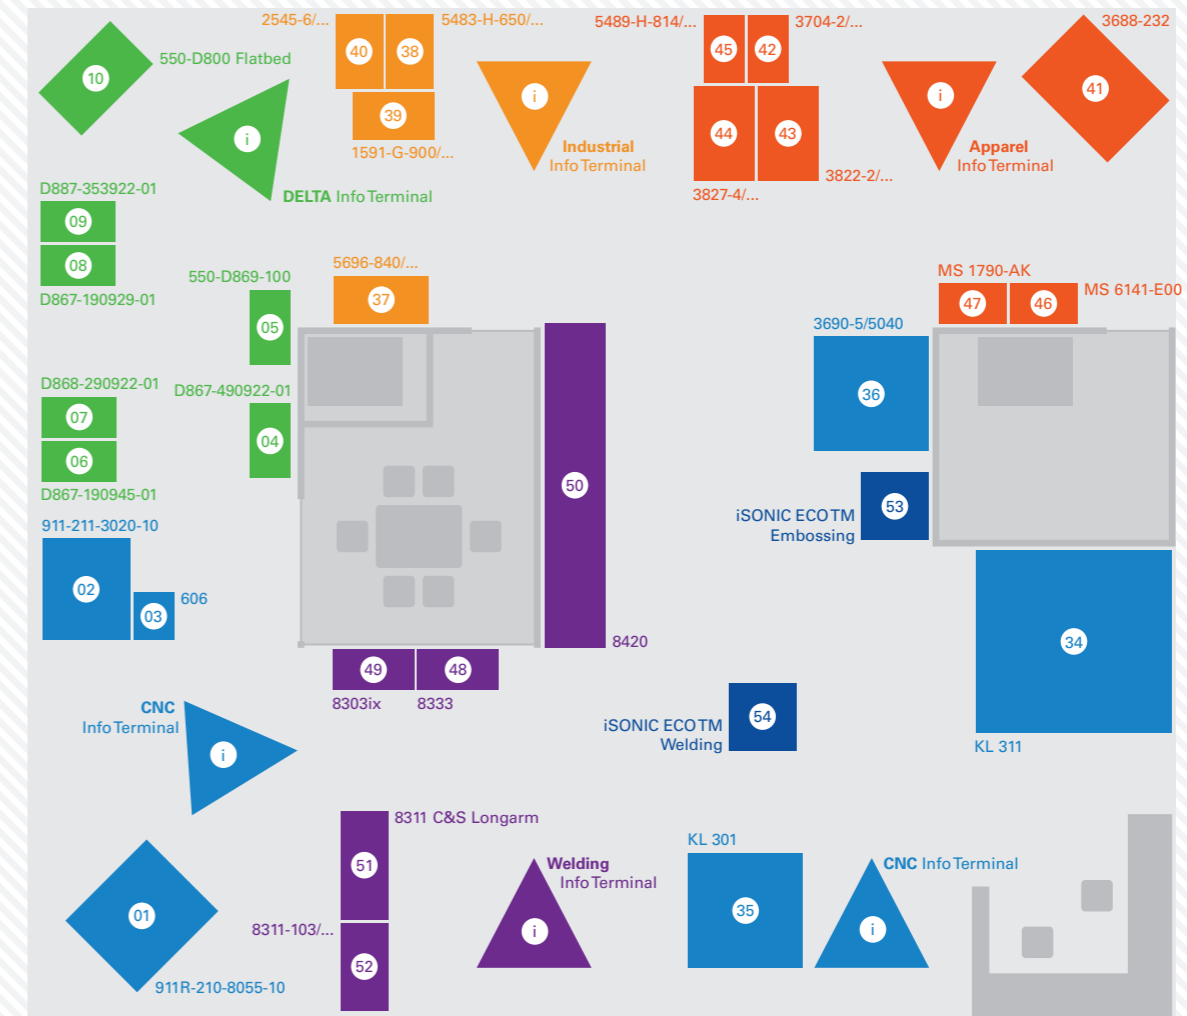 2545-6/...
5483-H-650/...
5489-H-814/...
3704-2/...
3688-232
40
38
45
42
10
550-D800 Flatbed
i
41
39
i
i
44
43
1591-G-900/...
Industrial
Info Terminal
Apparel
Info Terminal
3822-2/...
3827-4/...
D887-353922-01
DELTA Info Terminal
09
08
D867-190929-01
550-D869-100
5696-840/...
MS 1790-AK
MS 6141-E00
37
47
46
05
3690-5/5040
D868-290922-01
D867-490922-01
36
07
04
06
D867-190945-01
50
53
iSONIC ECOTM
Embossing
911-211-3020-10
02
606
03
8420
34
49
48
8303ix
8333
CNC
Info Terminal
i
54
iSONIC ECOTM
Welding
KL 311
8311 C&S Longarm
KL 301
51
Welding
Info Terminal
CNC Info Terminal
01
35
8311-103/...
i
i
52
911R-210-8055-10